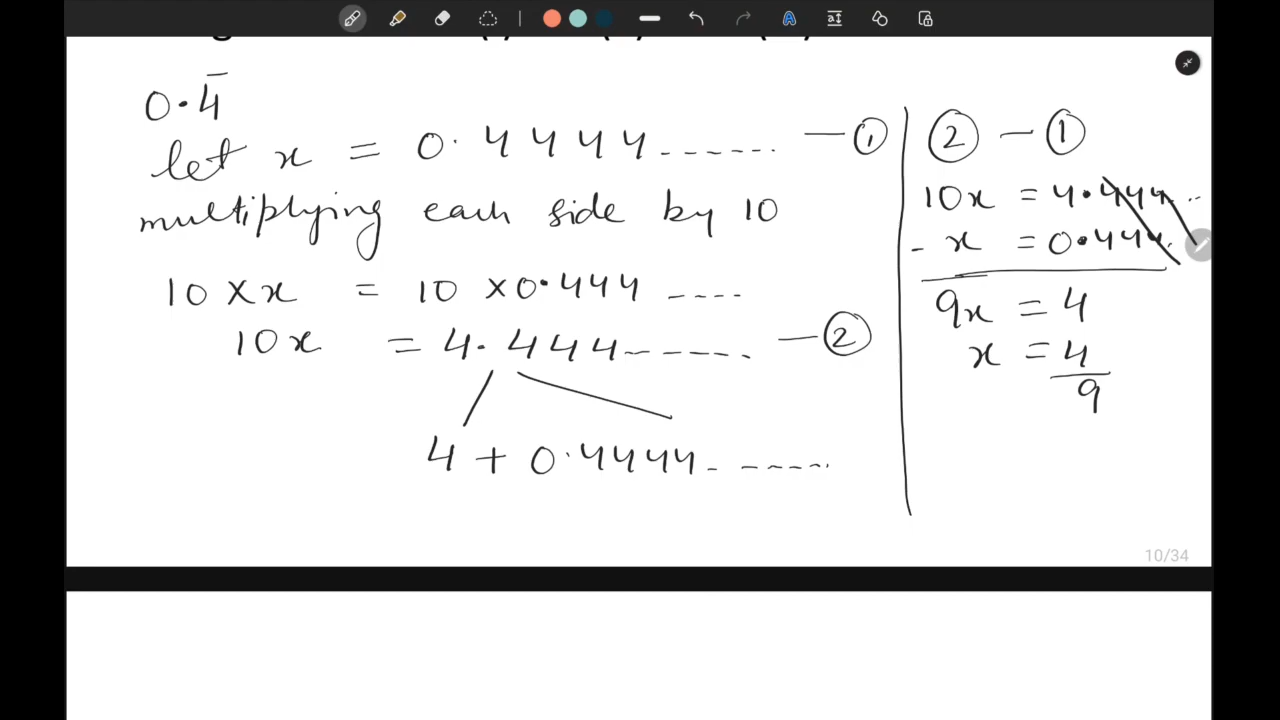 0.4̅
let x = 0.4444....... —①
multiplying each side by 10
10 × x = 10 × 0.444 ....
10x = 4.444...... —②
4 + 0.4444.......
② — ①
10x = 4.444..
- x = 0.444.
9x = 4
x = 4
9
10/34